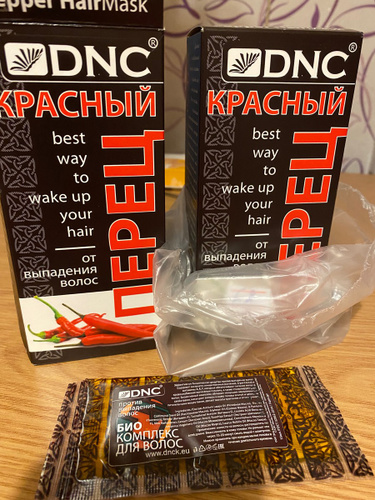 epper HairMask
DNC®
КРАСНЫЙ
ПЕРЕЦ
best
way
to
wake up
your
hair
от
выпадения
волос
DNC®
КРАСНЫЙ
ПЕРЕЦ
best
way
to
wake up
your
hair
от
выпадения
DNC
против
выпадения
волос
БИО
КОМПЛЕКС
ДЛЯ ВОЛОС
www.dnck.eu